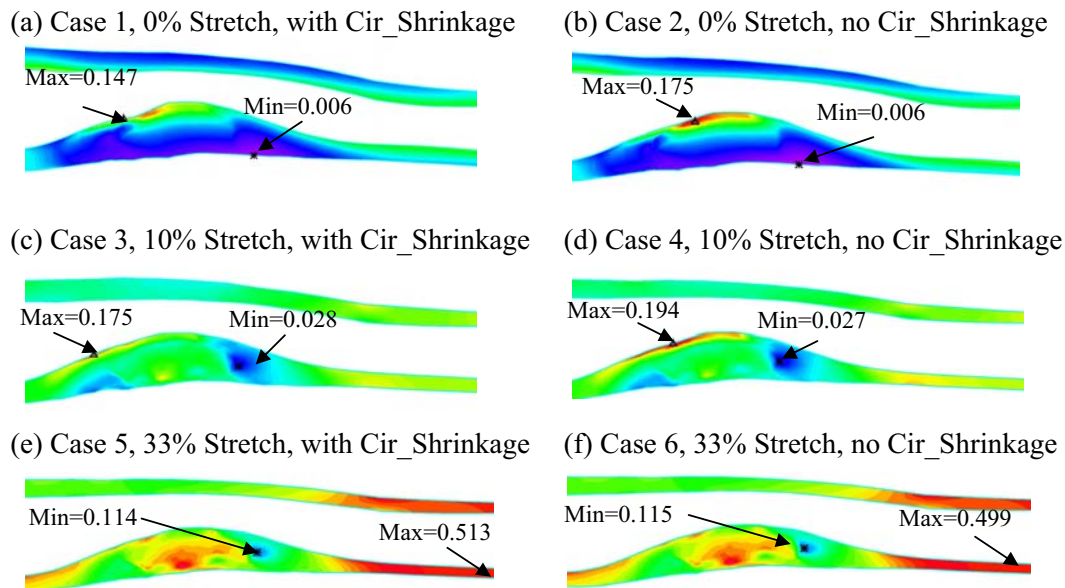 (a) Case 1, 0% Stretch, with Cir_Shrinkage
(b) Case 2, 0% Stretch, no Cir_Shrinkage
Max=0.147
Min=0.006
Max=0.175
Min=0.006
(c) Case 3, 10% Stretch, with Cir_Shrinkage
(d) Case 4, 10% Stretch, no Cir_Shrinkage
Max=0.175
Min=0.028
Max=0.194
Min=0.027
(e) Case 5, 33% Stretch, with Cir_Shrinkage
(f) Case 6, 33% Stretch, no Cir_Shrinkage
Min=0.114
Max=0.513
Min=0.115
Max=0.499